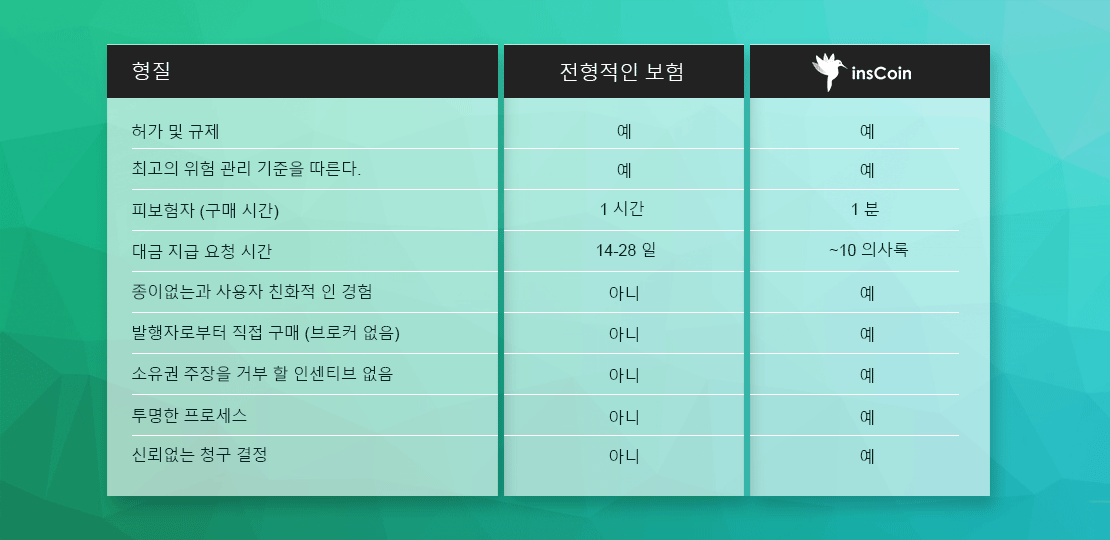 형질 전형적인 보험 insCoin
허가 및 규제 예 예
최고의 위험 관리 기준을 따른다. 예 예
피보험자 (구매 시간) 1 시간 1 분
대금 지급 요청 시간 14-28 일 ~10 의사록
종이없는과 사용자 친화적 인 경험 아니 예
발행자로부터 직접 구매 (브로커 없음) 아니 예
소유권 주장을 거부 할 인센티브 없음 아니 예
투명한 프로세스 아니 예
신뢰없는 청구 결정 아니 예